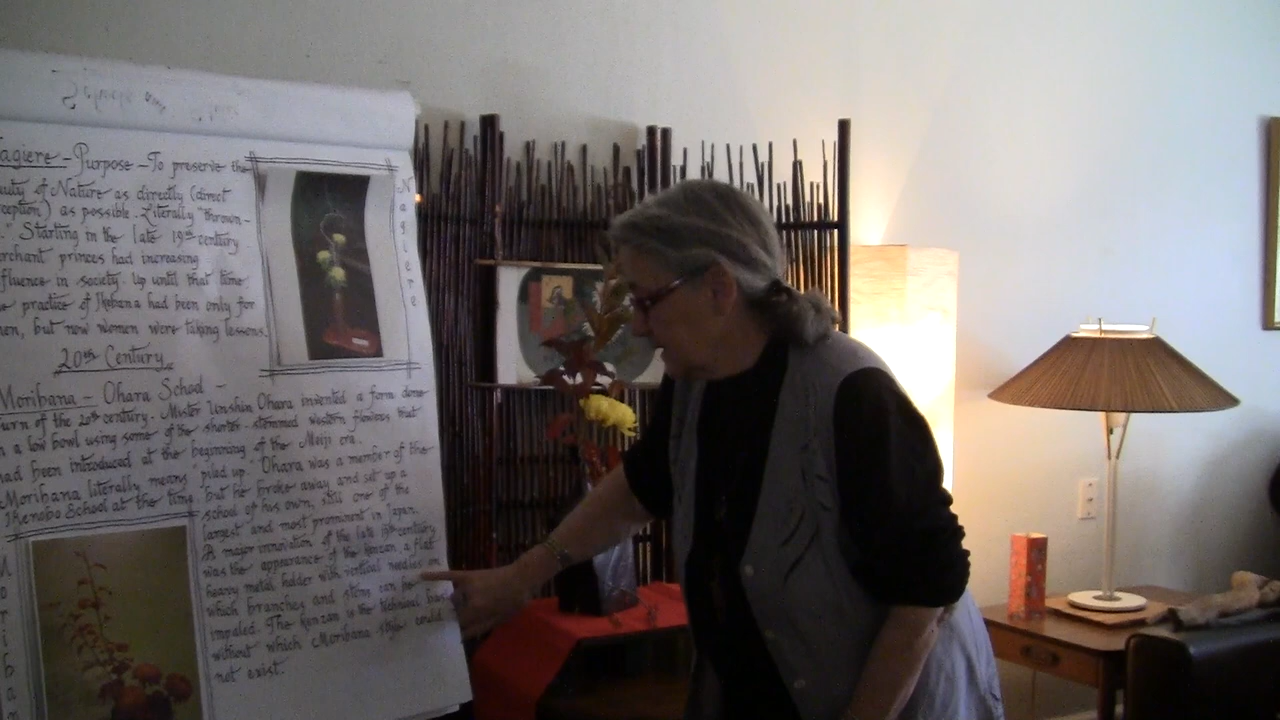 agiere - Purpose - To preserve the
auty of Nature as directly (direct
ception) as possible. Literally "thrown-
." Starting in the late 19th century
erchant princes had increasing
fluence in society. Up until that time
e practice of Ikebana had been only for
en, but now women were taking lessons.
Nagiere
20th Century
Moribana - Ohara School -
urn of the 20th century. Mister Unshin Ohara invented a form done
n a low bowl using some of the shorter-stemmed western flowers that
had been introduced at the beginning of the Meiji era.
Moribana literally means "piled up." Ohara was a member of the
Ikenobo School at the time, but he broke away and set up a
school of his own, still one of the
largest and most prominent in Japan.
A major innovation of the late 19th century
was the appearance of the Kenzan, a flat
heavy metal holder with vertical needles on
which branches and stems can be
impaled. The Kenzan is the technical bas
without which Moribana style could
not exist.
Moriban